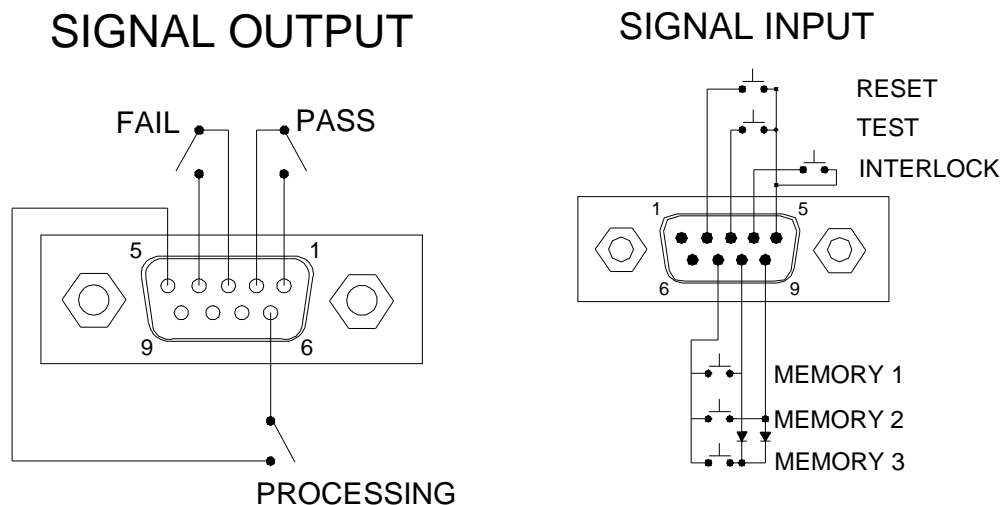 SIGNAL OUTPUT
FAIL
PASS
5
1
9
6
PROCESSING
SIGNAL INPUT
RESET
TEST
INTERLOCK
1
5
6
9
MEMORY 1
MEMORY 2
MEMORY 3